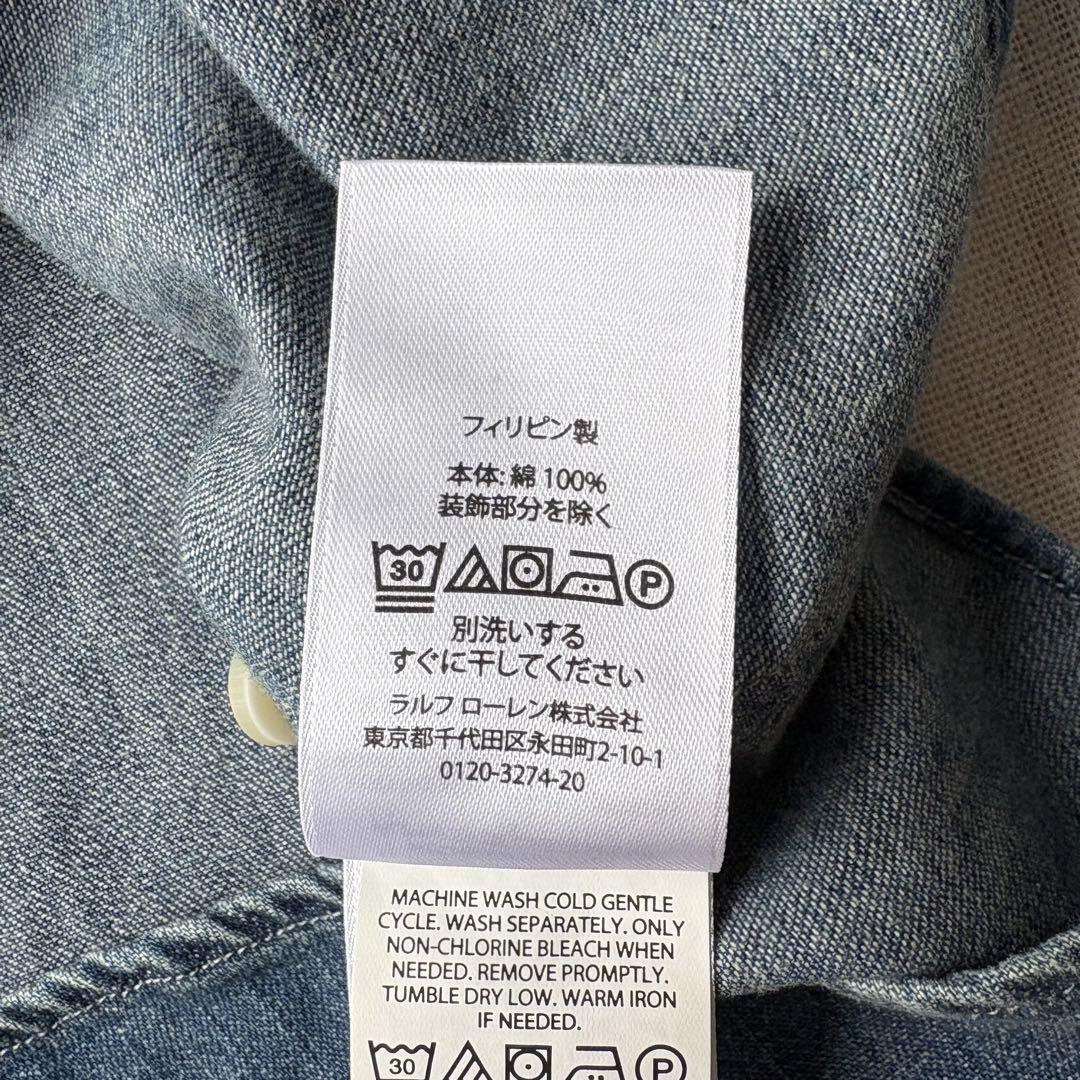 フィリピン製
本体: 綿 100%
装飾部分を除く
30 P
別洗いする
すぐに干してください
ラルフ ローレン株式会社
東京都千代田区永田町2-10-1
0120-3274-20
MACHINE WASH COLD GENTLE
CYCLE. WASH SEPARATELY. ONLY
NON-CHLORINE BLEACH WHEN
NEEDED. REMOVE PROMPTLY.
TUMBLE DRY LOW. WARM IRON
IF NEEDED.
30 P